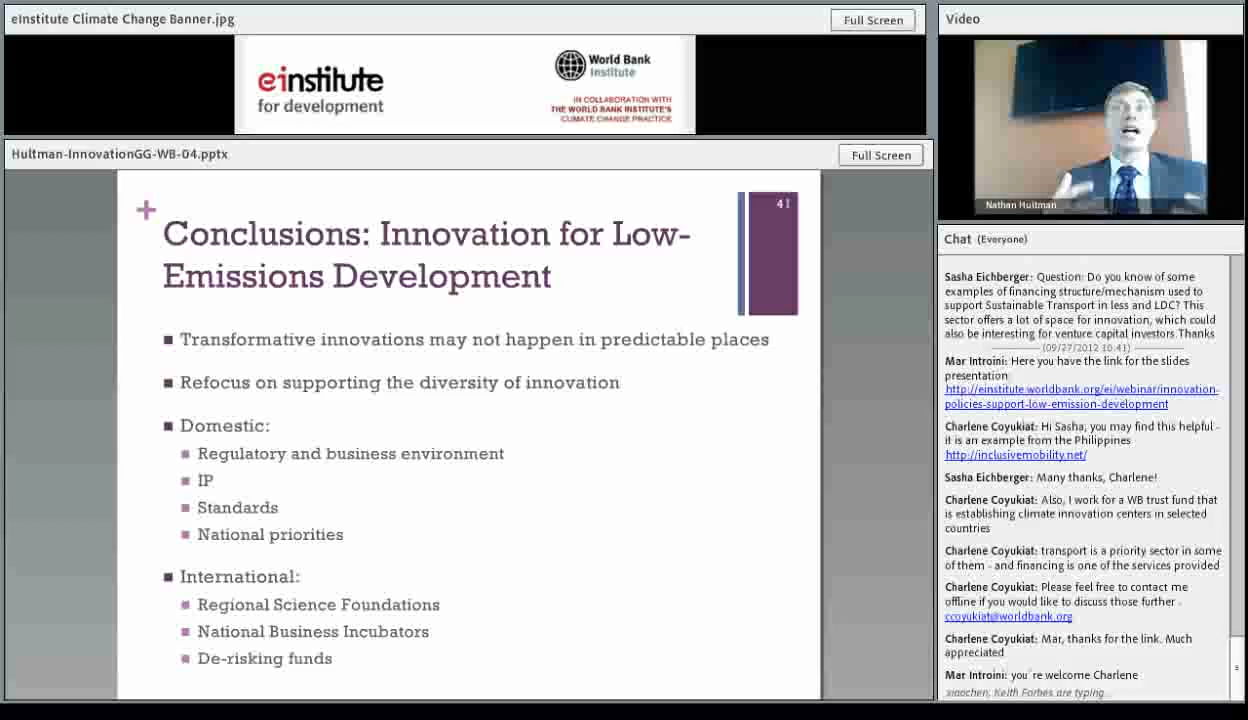 eInstitute Climate Change Banner.jpg
Full Screen
einstitute
for development
World Bank
Institute
IN COLLABORATION WITH
THE WORLD BANK INSTITUTE'S
CLIMATE CHANGE PRACTICE
Video
Nathan Hultman
Hultman-InnovationGG-WB-04.pptx
Full Screen
41
Conclusions: Innovation for Low-
Emissions Development
Transformative innovations may not happen in predictable places
Refocus on supporting the diversity of innovation
Domestic:
Regulatory and business environment
IP
Standards
National priorities
International:
Regional Science Foundations
National Business Incubators
De-risking funds
Chat (Everyone)
Sasha Eichberger: Question: Do you know of some
examples of financing structure/mechanism used to
support Sustainable Transport in less and LDC? This
sector offers a lot of space for innovation, which could
also be interesting for venture capital investors.Thanks
(09/27/2012 10:41)
Mar Introini: Here you have the link for the slides
presentation:
http://einstitute.worldbank.org/ei/webinar/innovation-
policies-support-low-emission-development
Charlene Coyukiat: Hi Sasha, you may find this helpful -
it is an example from the Philippines
http://inclusivemobility.net/
Sasha Eichberger: Many thanks, Charlene!
Charlene Coyukiat: Also, I work for a WB trust fund that
is establishing climate innovation centers in selected
countries
Charlene Coyukiat: transport is a priority sector in some
of them - and financing is one of the services provided
Charlene Coyukiat: Please feel free to contact me
offline if you would like to discuss those further -
ccoyukiat@worldbank.org
Charlene Coyukiat: Mar, thanks for the link. Much
appreciated
Mar Introini: you´re welcome Charlene
xiaochen, Keith Forbes are typing...